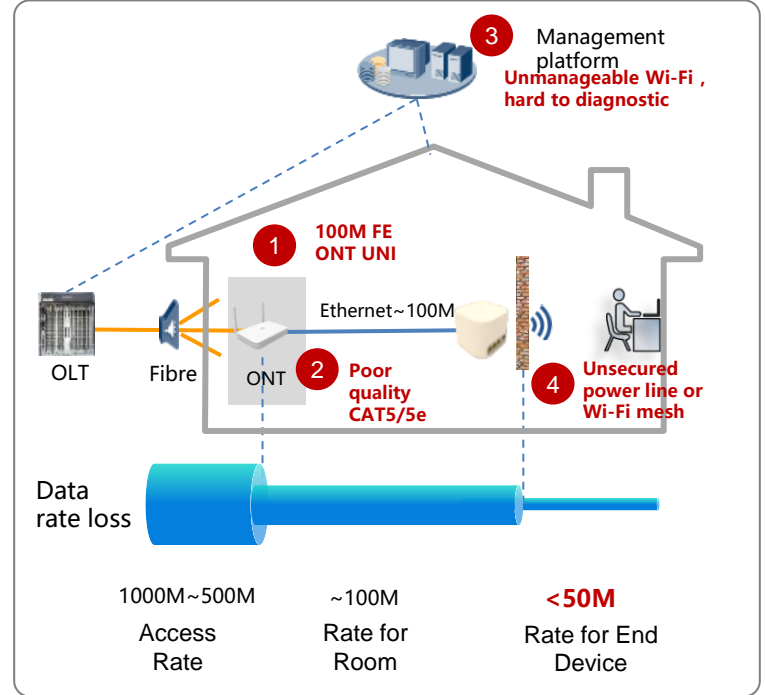 3
Management
platform
Unmanageable Wi-Fi ,
hard to diagnostic
1
100M FE
ONT UNI
Ethernet~100M
OLT
Fibre
ONT
2
Poor
quality
CAT5/5e
4
Unsecured
power line or
Wi-Fi mesh
Data
rate loss
1000M~500M
~100M
<50M
Access
Rate
Rate for
Room
Rate for End
Device